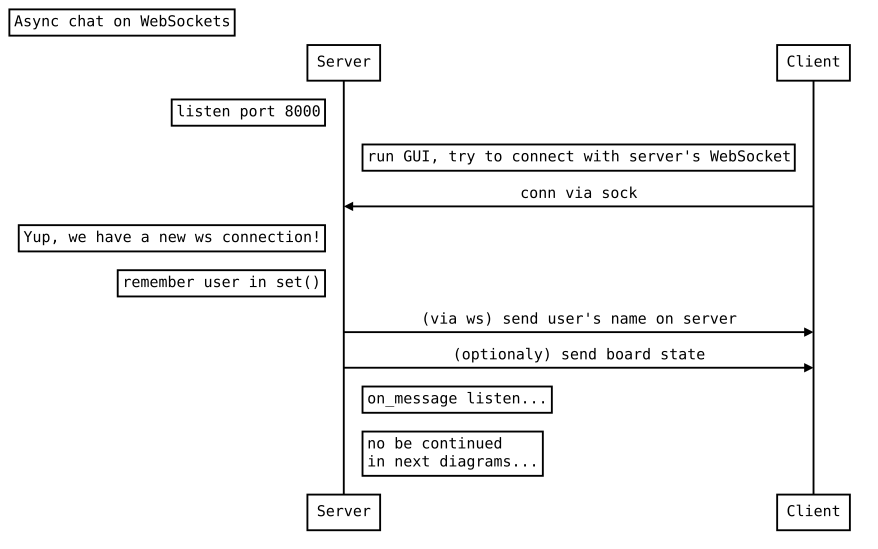 Async chat on WebSockets
Server
Client
listen port 8000
run GUI, try to connect with server's WebSocket
conn via sock
Yup, we have a new ws connection!
remember user in set()
(via ws) send user's name on server
(optionaly) send board state
on_message listen...
no be continued
in next diagrams...
Server
Client